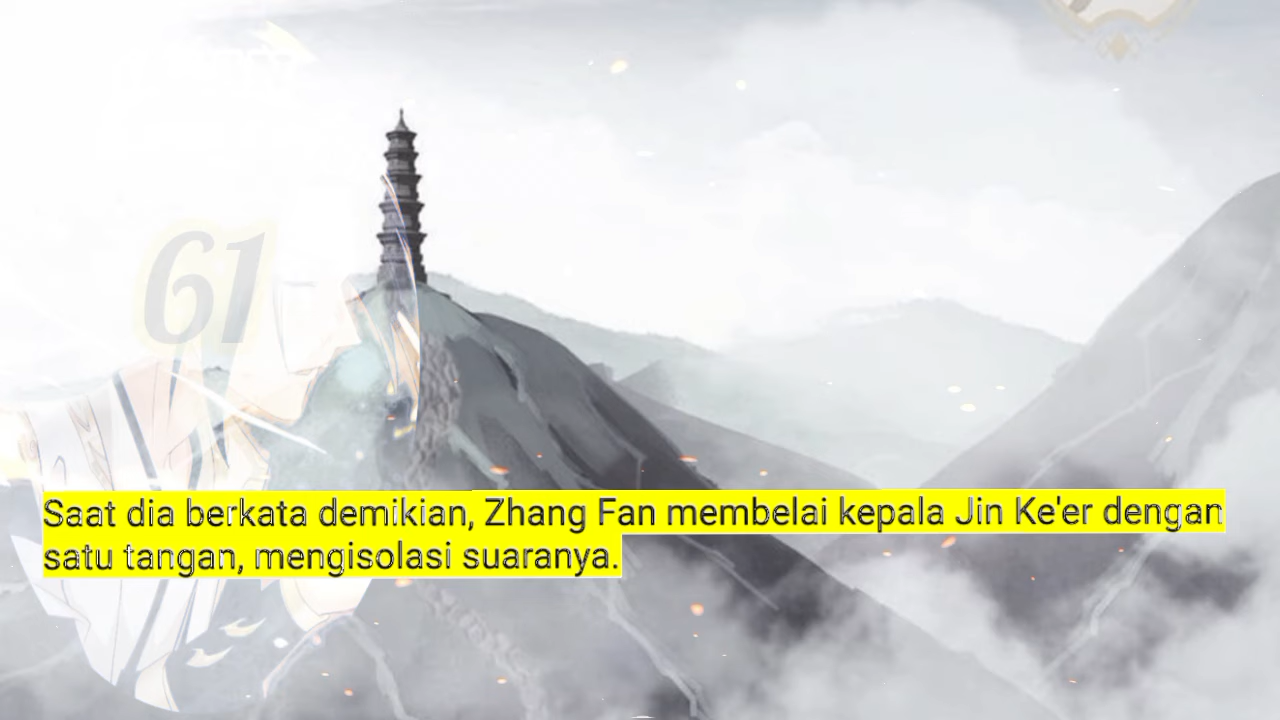 61
Saat dia berkata demikian, Zhang Fan membelai kepala Jin Ke'er dengan
satu tangan, mengisolasi suaranya.